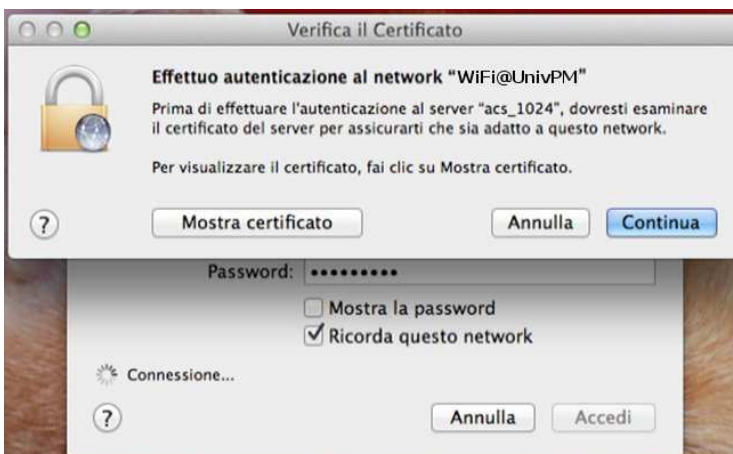 Verifica il Certificato
Effettuo autenticazione al network “WiFi@UnivPM”
Prima di effettuare l'autenticazione al server “acs_1024”, dovresti esaminare
il certificato del server per assicurarti che sia adatto a questo network.
Per visualizzare il certificato, fai clic su Mostra certificato.
? Mostra certificato Annulla Continua
Password: •••••••••
Mostra la password
Ricorda questo network
Connessione...
? Annulla Accedi